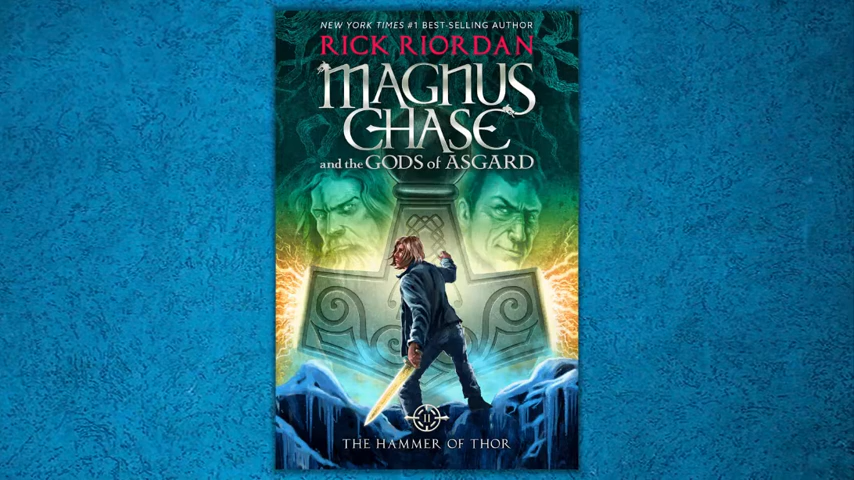 NEW YORK TIMES #1 BEST-SELLING AUTHOR
RICK RIORDAN
MAGNUS
CHASE
and the GODS of ASGARD
II
THE HAMMER OF THOR